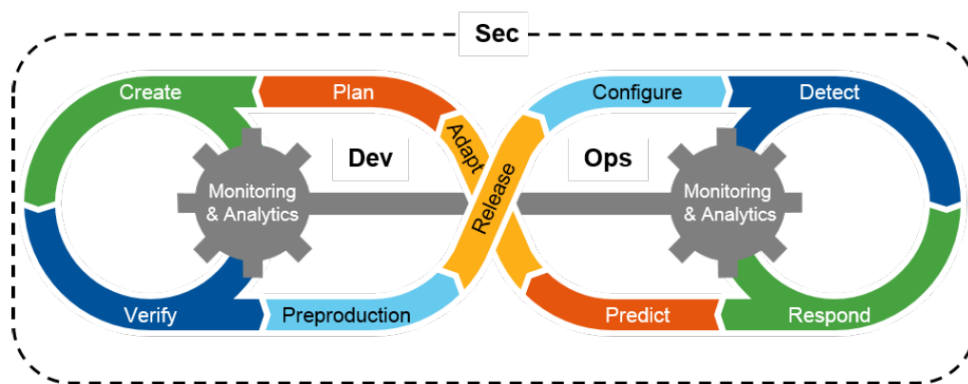 Sec
Create
Plan
Configure
Detect
Adapt
Dev
Ops
Release
Monitoring
& Analytics
Monitoring
& Analytics
Verify
Preproduction
Predict
Respond